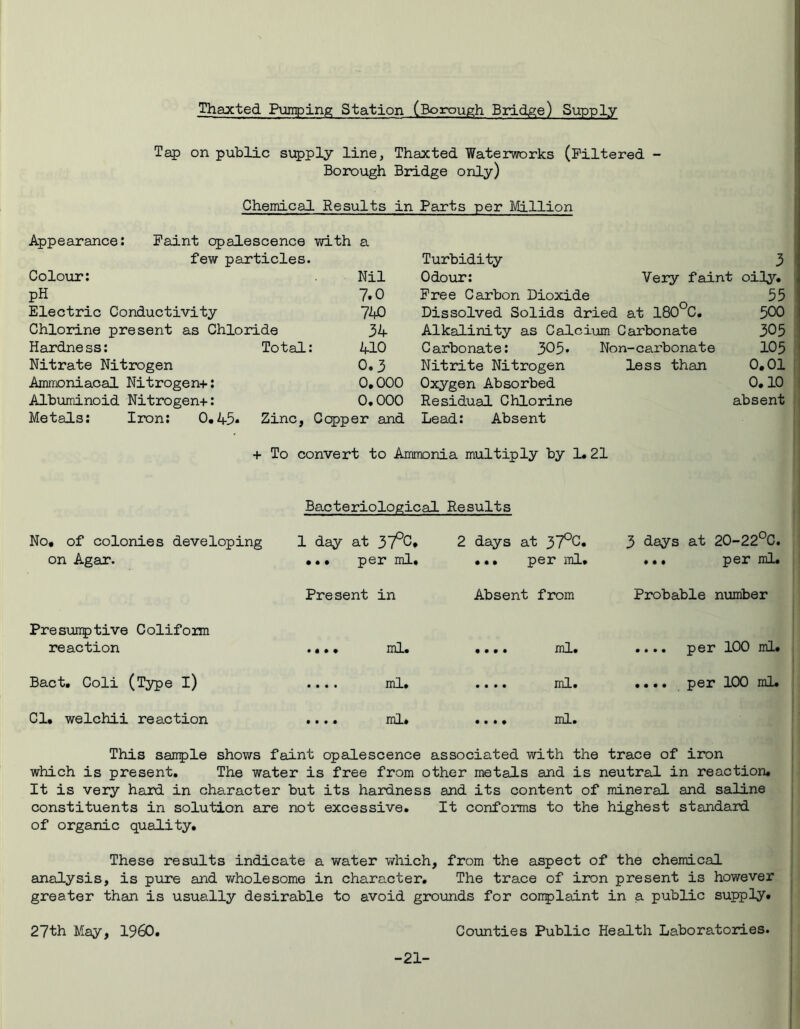 Thaxted Pumping Station (Borough Bridge) Supply
Tap on public supply line, Thaxted Waterworks (Filtered -
Borough Bridge only)
Chemical Results in Parts per Million
Appearance: Faint opalescence with a
few particles. Turbidity 3
Colour: Nil Odour: Very faint oily.
pH 7.0 Free Carbon Dioxide 55
Electric Conductivity 740 Dissolved Solids dried at 180°C. 500
Chlorine present as Chloride 34 Alkalinity as Calcium Carbonate 305
Hardness: Total: 410 Carbonate: 305. Non-carbonate 105
Nitrate Nitrogen 0.3 Nitrite Nitrogen less than 0.01
Ammoniacal Nitrogen+: 0.000 Oxygen Absorbed 0.10
Albuminoid Nitrogen+: 0.000 Residual Chlorine absent
Metals: Iron: 0.45. Zinc, Copper and Lead: Absent
+ To convert to Ammonia multiply by 1.21
Bacteriological Results
No. of colonies developing 1 day at 37°C. 2 days at 37°C. 3 days at 20-22°C.
on Agar. ... per ml. ... per ml. ... per ml.
Present in Absent from Probable number
Presumptive Coliform
reaction .... ml. .... ml. .... per 100 ml.
Bact. Coli (Type I) .... ml. .... ml. .... per 100 ml.
Cl. welchii reaction .... ml. .... ml.
This sample shows faint opalescence associated with the trace of iron
which is present. The water is free from other metals and is neutral in reaction.
It is very hard in character but its hardness and its content of mineral and saline
constituents in solution are not excessive. It conforms to the highest standard
of organic quality.
These results indicate a water which, from the aspect of the chemical
analysis, is pure and wholesome in character. The trace of iron present is however
greater than is usually desirable to avoid grounds for complaint in a public supply.
27th May, 1960. Counties Public Health Laboratories.
-21-